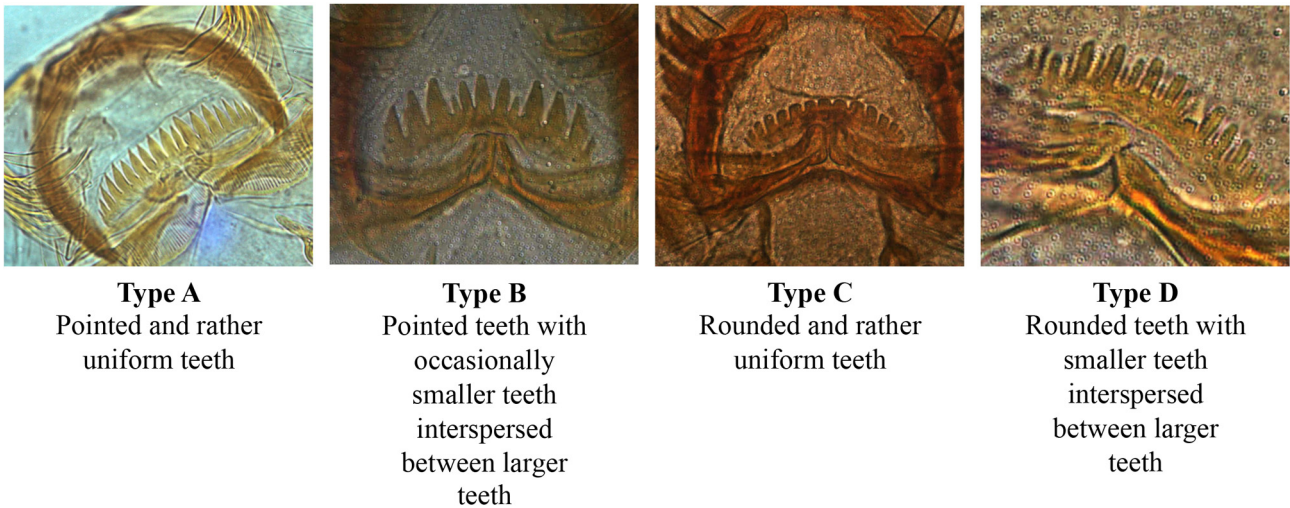 Type A
Pointed and rather
uniform teeth
Type B
Pointed teeth with
occasionally
smaller teeth
interspersed
between larger
teeth
Type C
Rounded and rather
uniform teeth
Type D
Rounded teeth with
smaller teeth
interspersed
between larger
teeth